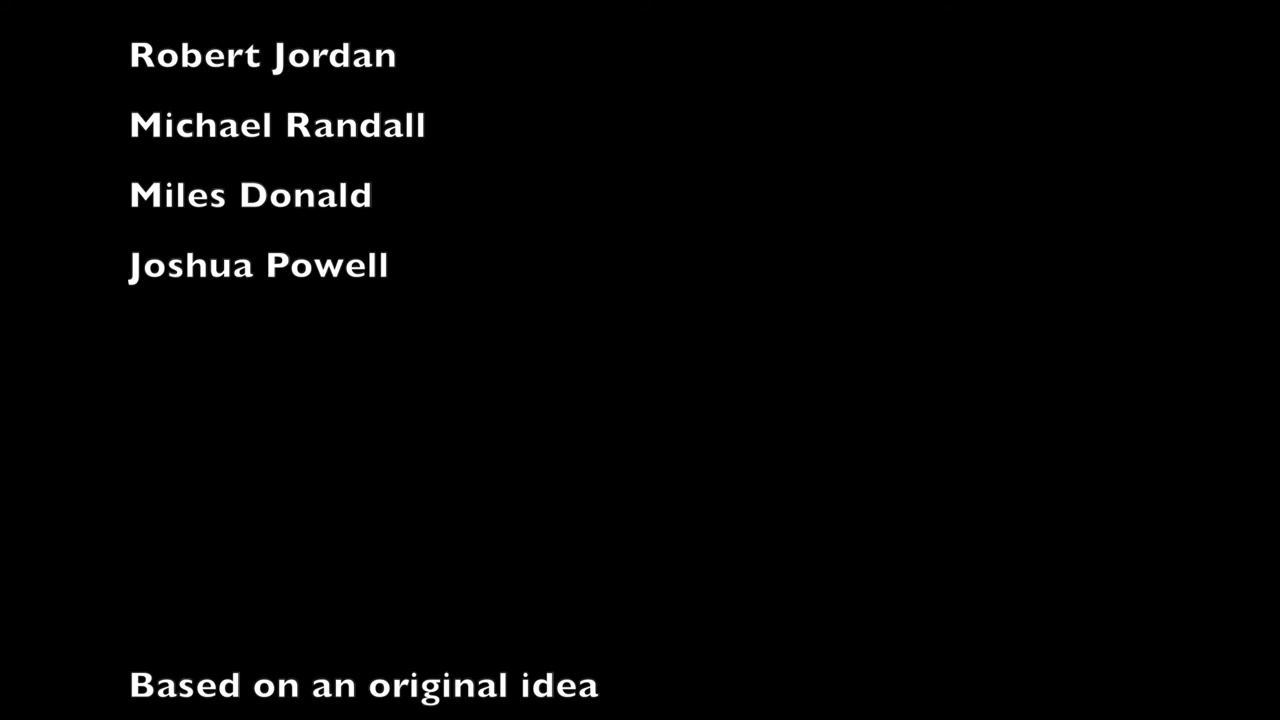 Robert Jordan
Michael Randall
Miles Donald
Joshua Powell
Based on an original idea